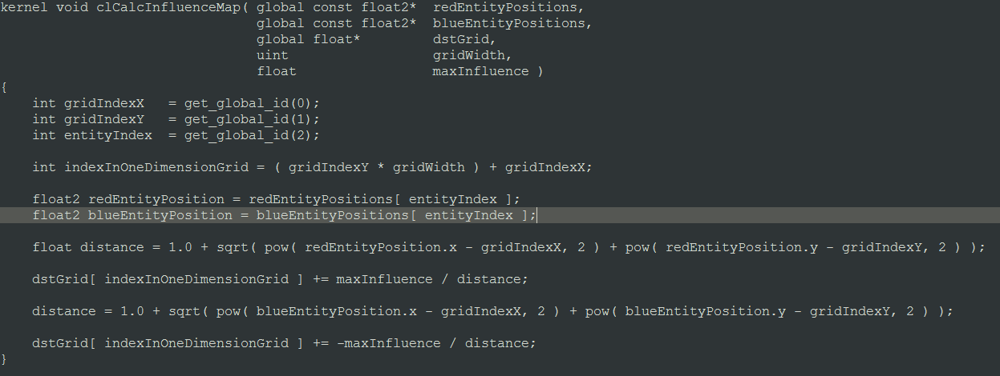 kernel void clCalcInfluenceMap( global const float2*  redEntityPositions,
                                global const float2*  blueEntityPositions,
                                global float*         dstGrid,
                                uint                  gridWidth,
                                float                 maxInfluence )
{
    int gridIndexX   = get_global_id(0);
    int gridIndexY   = get_global_id(1);
    int entityIndex  = get_global_id(2);

    int indexInOneDimensionGrid = ( gridIndexY * gridWidth ) + gridIndexX;

    float2 redEntityPosition = redEntityPositions[ entityIndex ];
    float2 blueEntityPosition = blueEntityPositions[ entityIndex ];

    float distance = 1.0 + sqrt( pow( redEntityPosition.x - gridIndexX, 2 ) + pow( redEntityPosition.y - gridIndexY, 2 ) );

    dstGrid[ indexInOneDimensionGrid ] += maxInfluence / distance;

    distance = 1.0 + sqrt( pow( blueEntityPosition.x - gridIndexX, 2 ) + pow( blueEntityPosition.y - gridIndexY, 2 ) );

    dstGrid[ indexInOneDimensionGrid ] += -maxInfluence / distance;
}